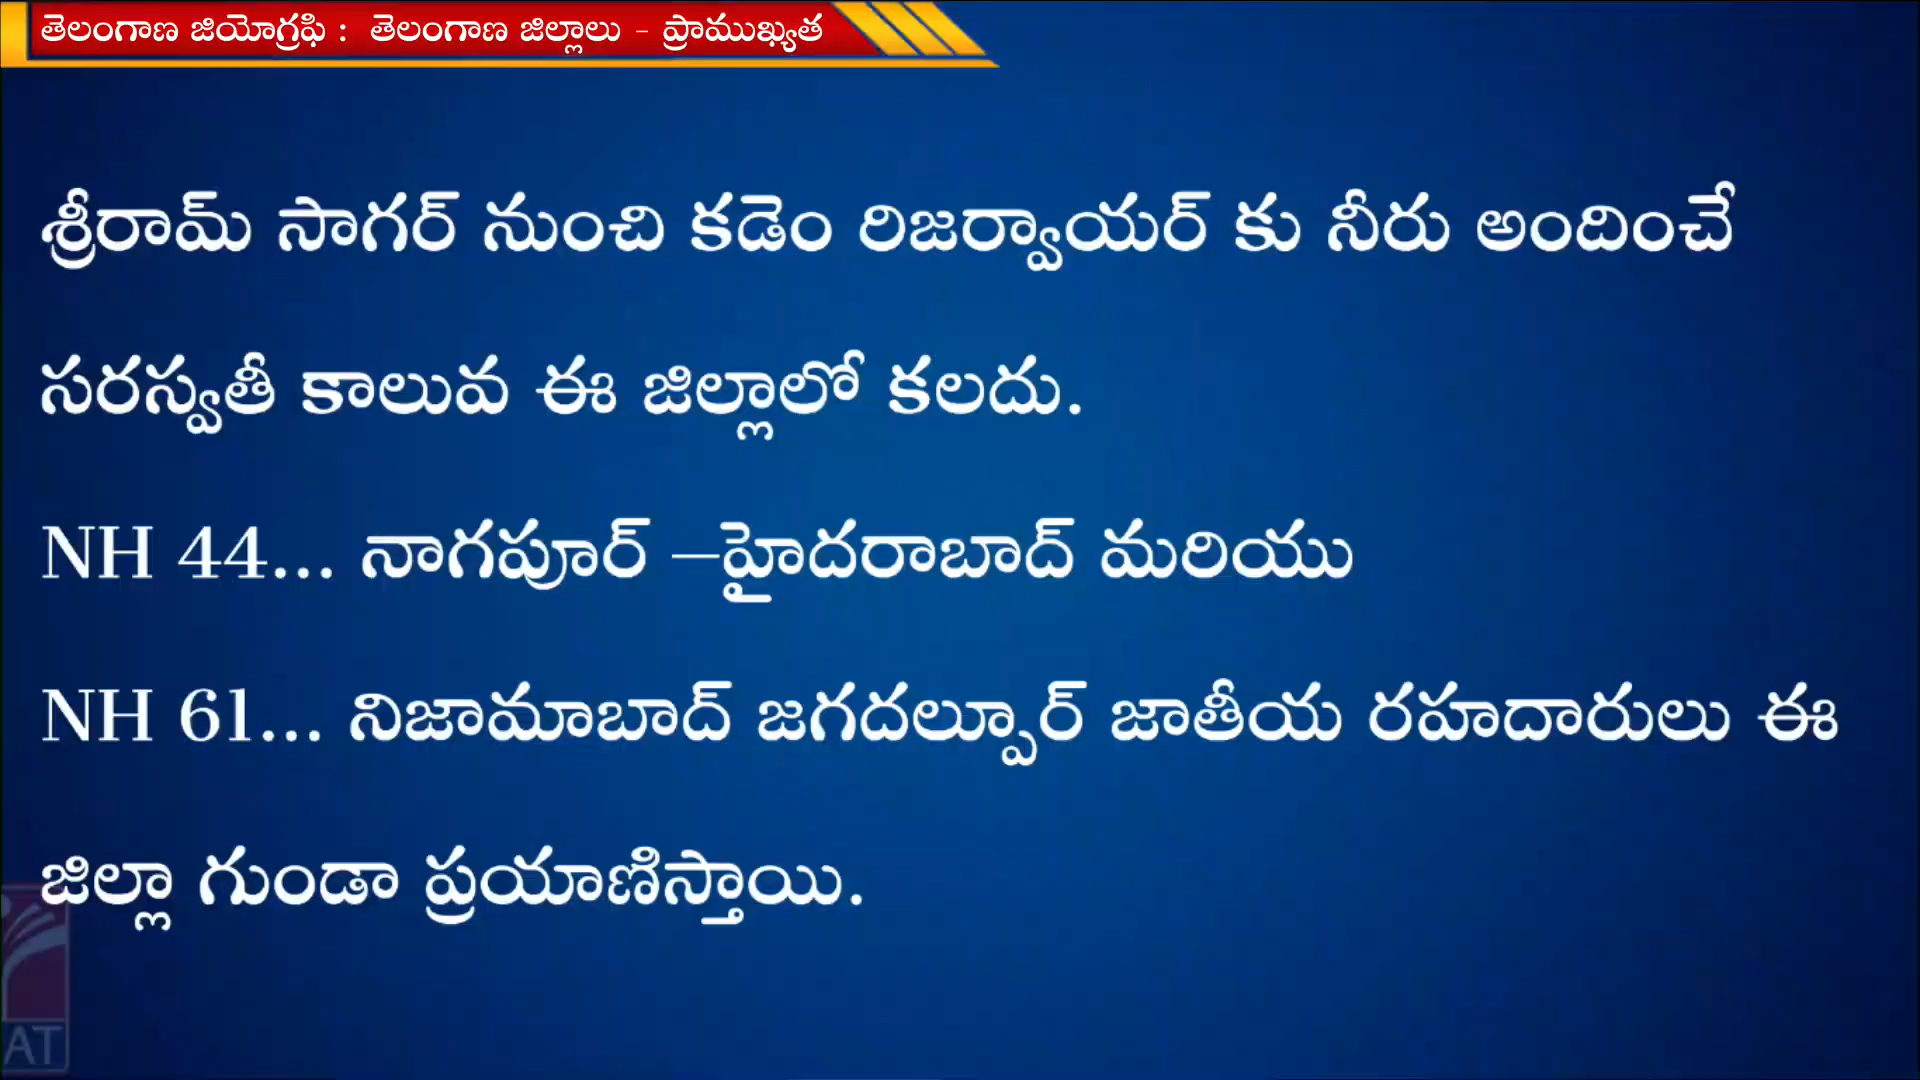 తెలంగాణ జియోగ్రఫి : తెలంగాణ జిల్లాలు - ప్రాముఖ్యత
శ్రీరామ్ సాగర్ నుంచి కడెం రిజర్వాయర్ కు నీరు అందించే
సరస్వతీ కాలువ ఈ జిల్లాలో కలదు.
NH 44... నాగపూర్ –హైదరాబాద్ మరియు
NH 61... నిజామాబాద్ జగదల్పూర్ జాతీయ రహదారులు ఈ
జిల్లా గుండా ప్రయాణిస్తాయి.
AT